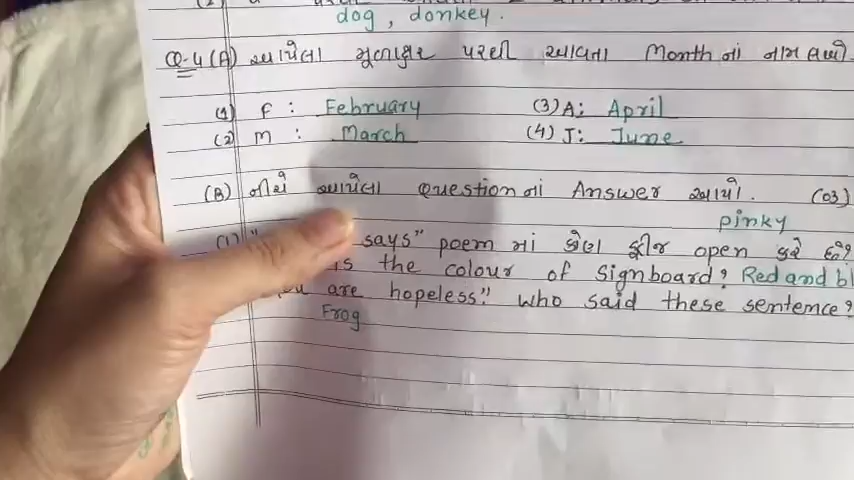 dog, donkey.
Q-4 (A) આપેલા મુળાક્ષર પરથી આવતા Month નાં નામ લખો.
(1) F : February (3) A: April
(2) M : March (4) J: June
(B) નીચે આપેલા question નાં Answer આપો. (03)
pinky
(1) " says" poem માં કોણ ફ્રીજ open કરે છે?
is the colour of signboard? Red and bl
are hopeless." who said these sentence?
Frog